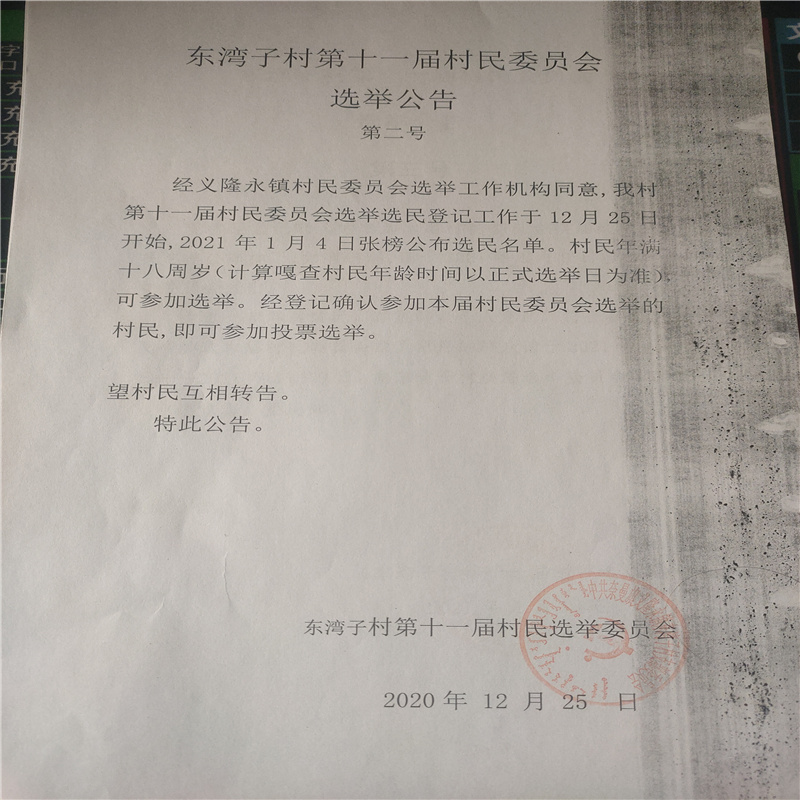 东湾子村第十一届村民委员会
选举公告
第二号
经义隆永镇村民委员会选举工作机构同意,我村
第十一届村民委员会选举选民登记工作于 12 月 25 日
开始,2021 年 1 月 4 日张榜公布选民名单。村民年满
十八周岁(计算嘎查村民年龄时间以正式选举日为准)
可参加选举。经登记确认参加本届村民委员会选举的
村民,即可参加投票选举。
望村民互相转告。
特此公告。
东湾子村第十一届村民选举委员会
2020 年 12 月 25 日